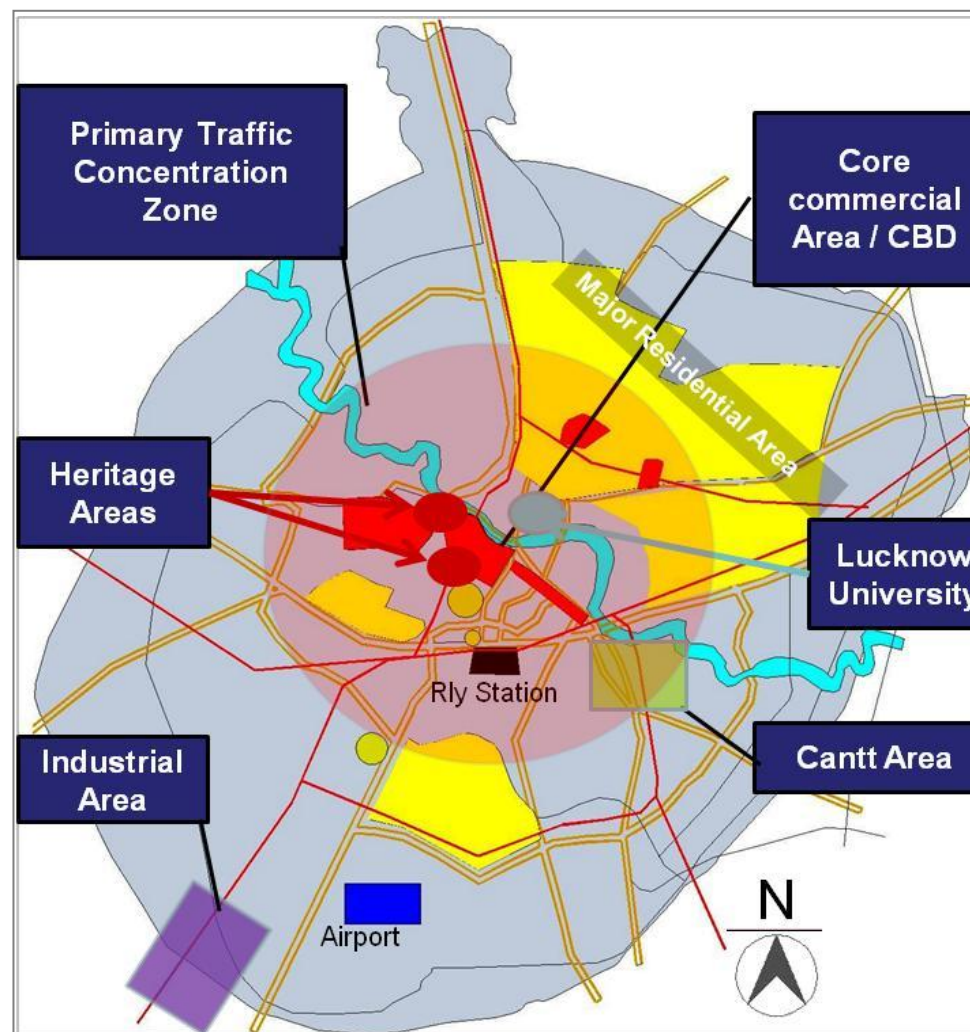 Primary Traffic
Concentration
Zone
Core
commercial
Area / CBD
Major Residential Area
Heritage
Areas
Lucknow
University
Rly Station
Industrial
Area
Cantt Area
Airport
N